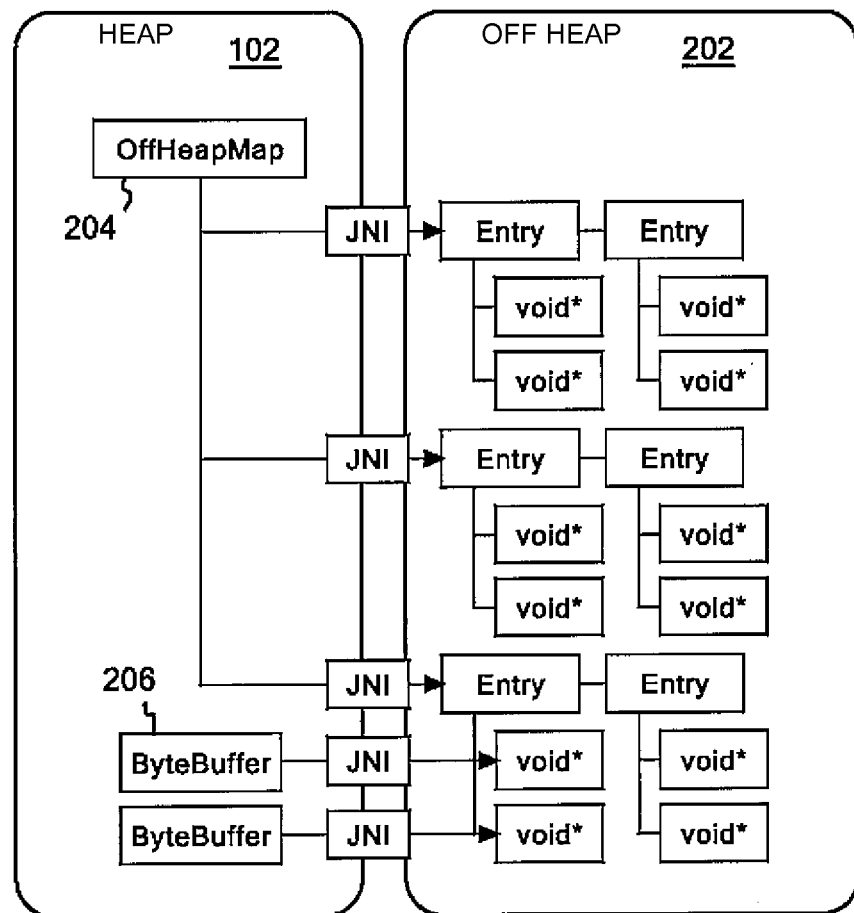 HEAP
102
OFF HEAP
202
OffHeapMap
204
JNI
Entry
Entry
void*
void*
void*
void*
JNI
Entry
Entry
void*
void*
void*
void*
206
JNI
Entry
Entry
ByteBuffer
JNI
void*
void*
ByteBuffer
JNI
void*
void*